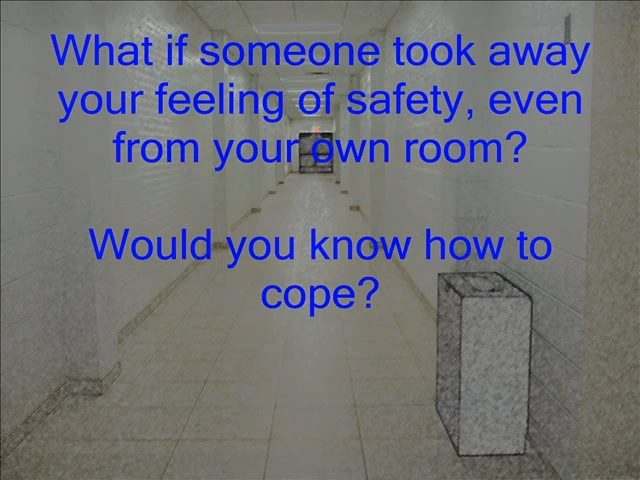 What if someone took away
your feeling of safety, even
from your own room?
Would you know how to
cope?